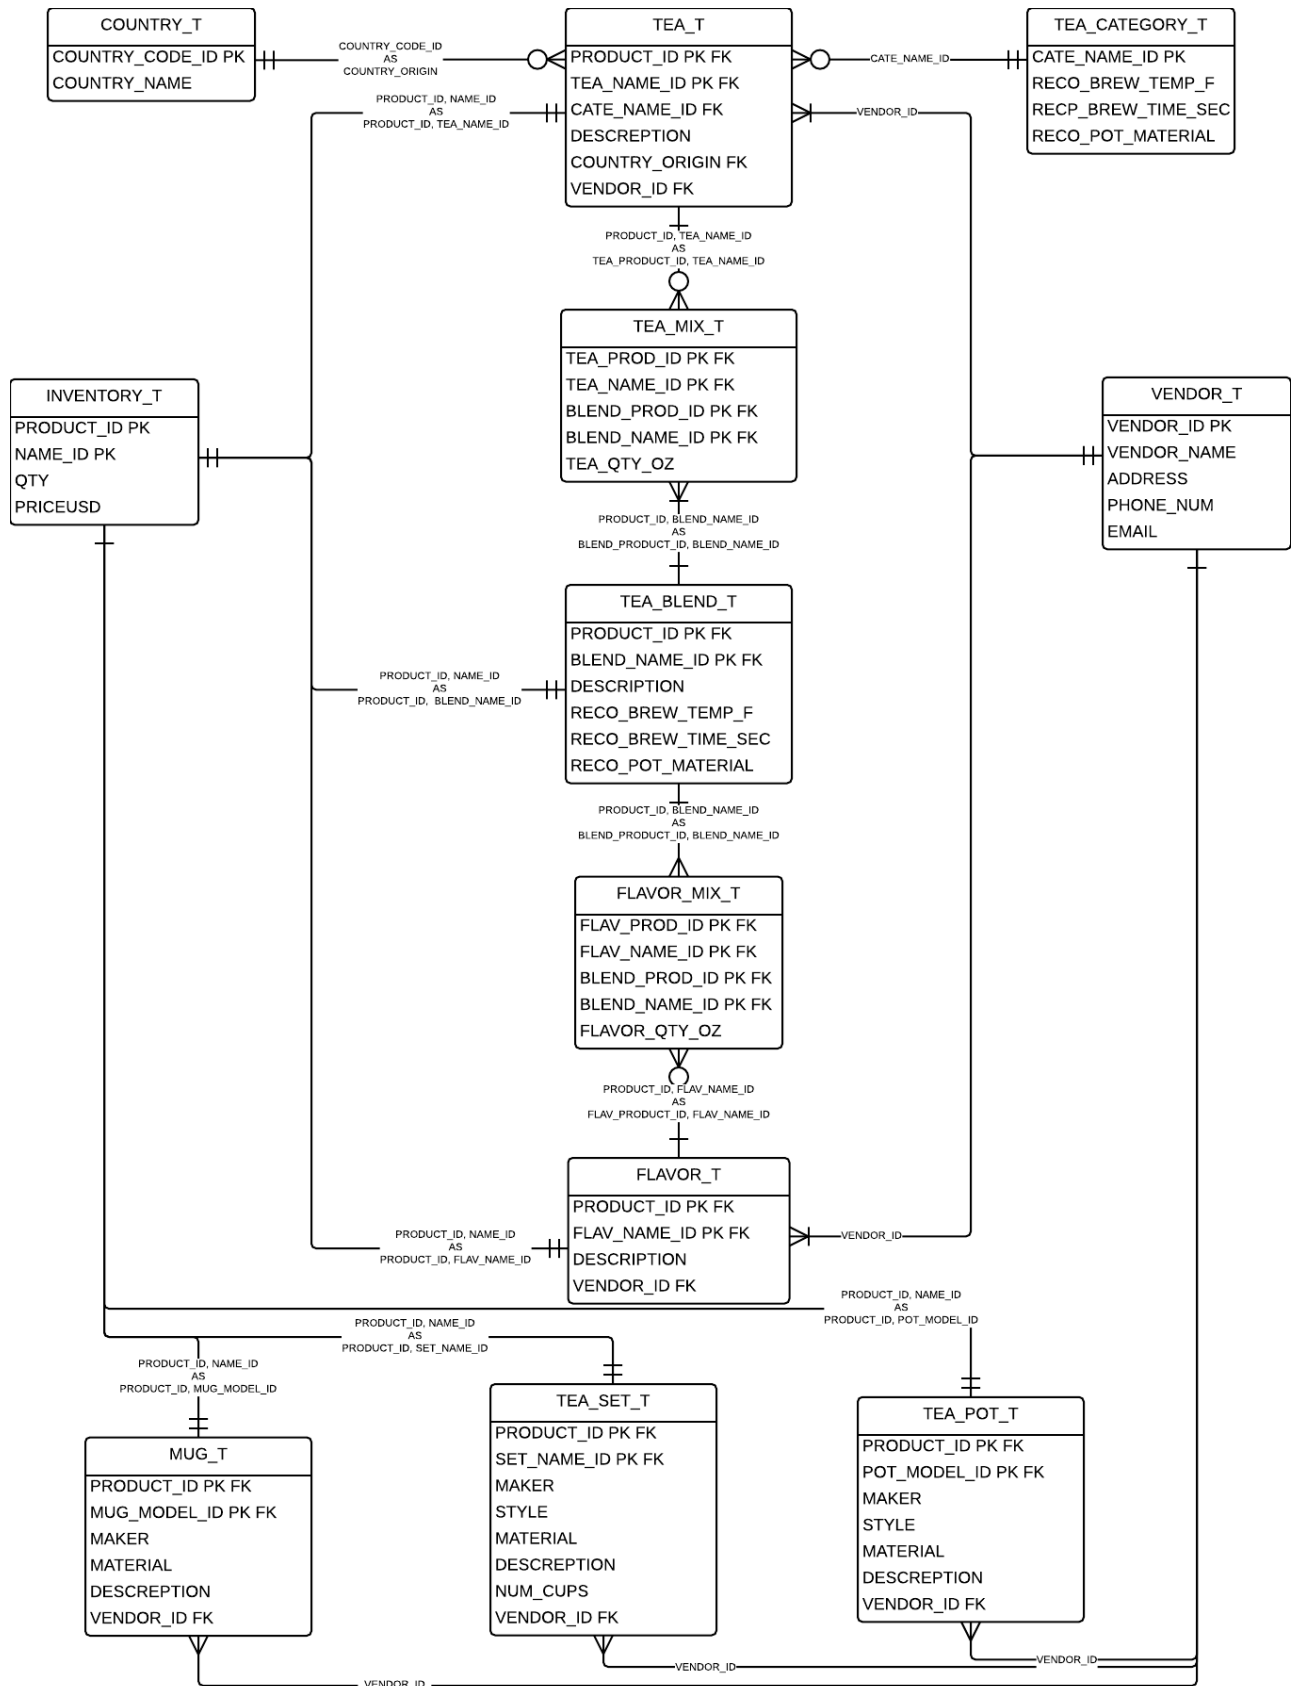 COUNTRY_T
COUNTRY_CODE_ID PK
COUNTRY_NAME
COUNTRY_CODE_ID
AS
COUNTRY_ORIGIN
TEA_T
PRODUCT_ID PK FK
TEA_NAME_ID PK FK
CATE_NAME_ID FK
DESCREPTION
COUNTRY_ORIGIN FK
VENDOR_ID FK
CATE_NAME_ID
TEA_CATEGORY_T
CATE_NAME_ID PK
RECO_BREW_TEMP_F
RECP_BREW_TIME_SEC
RECO_POT_MATERIAL
PRODUCT_ID, NAME_ID
AS
PRODUCT_ID, TEA_NAME_ID
VENDOR_ID
PRODUCT_ID, TEA_NAME_ID
AS
TEA_PRODUCT_ID, TEA_NAME_ID
TEA_MIX_T
TEA_PROD_ID PK FK
TEA_NAME_ID PK FK
BLEND_PROD_ID PK FK
BLEND_NAME_ID PK FK
TEA_QTY_OZ
INVENTORY_T
PRODUCT_ID PK
NAME_ID PK
QTY
PRICEUSD
VENDOR_T
VENDOR_ID PK
VENDOR_NAME
ADDRESS
PHONE_NUM
EMAIL
PRODUCT_ID, BLEND_NAME_ID
AS
BLEND_PRODUCT_ID, BLEND_NAME_ID
TEA_BLEND_T
PRODUCT_ID PK FK
BLEND_NAME_ID PK FK
DESCRIPTION
RECO_BREW_TEMP_F
RECO_BREW_TIME_SEC
RECO_POT_MATERIAL
PRODUCT_ID, NAME_ID
AS
PRODUCT_ID, BLEND_NAME_ID
PRODUCT_ID, BLEND_NAME_ID
AS
BLEND_PRODUCT_ID, BLEND_NAME_ID
FLAVOR_MIX_T
FLAV_PROD_ID PK FK
FLAV_NAME_ID PK FK
BLEND_PROD_ID PK FK
BLEND_NAME_ID PK FK
FLAVOR_QTY_OZ
PRODUCT_ID, FLAV_NAME_ID
AS
FLAV_PRODUCT_ID, FLAV_NAME_ID
FLAVOR_T
PRODUCT_ID PK FK
FLAV_NAME_ID PK FK
DESCRIPTION
VENDOR_ID FK
PRODUCT_ID, NAME_ID
AS
PRODUCT_ID, FLAV_NAME_ID
VENDOR_ID
PRODUCT_ID, NAME_ID
AS
PRODUCT_ID, POT_MODEL_ID
PRODUCT_ID, NAME_ID
AS
PRODUCT_ID, SET_NAME_ID
PRODUCT_ID, NAME_ID
AS
PRODUCT_ID, MUG_MODEL_ID
MUG_T
PRODUCT_ID PK FK
MUG_MODEL_ID PK FK
MAKER
MATERIAL
DESCREPTION
VENDOR_ID FK
TEA_SET_T
PRODUCT_ID PK FK
SET_NAME_ID PK FK
MAKER
STYLE
MATERIAL
DESCREPTION
NUM_CUPS
VENDOR_ID FK
TEA_POT_T
PRODUCT_ID PK FK
POT_MODEL_ID PK FK
MAKER
STYLE
MATERIAL
DESCREPTION
VENDOR_ID FK
VENDOR_ID
VENDOR_ID
VENDOR_ID